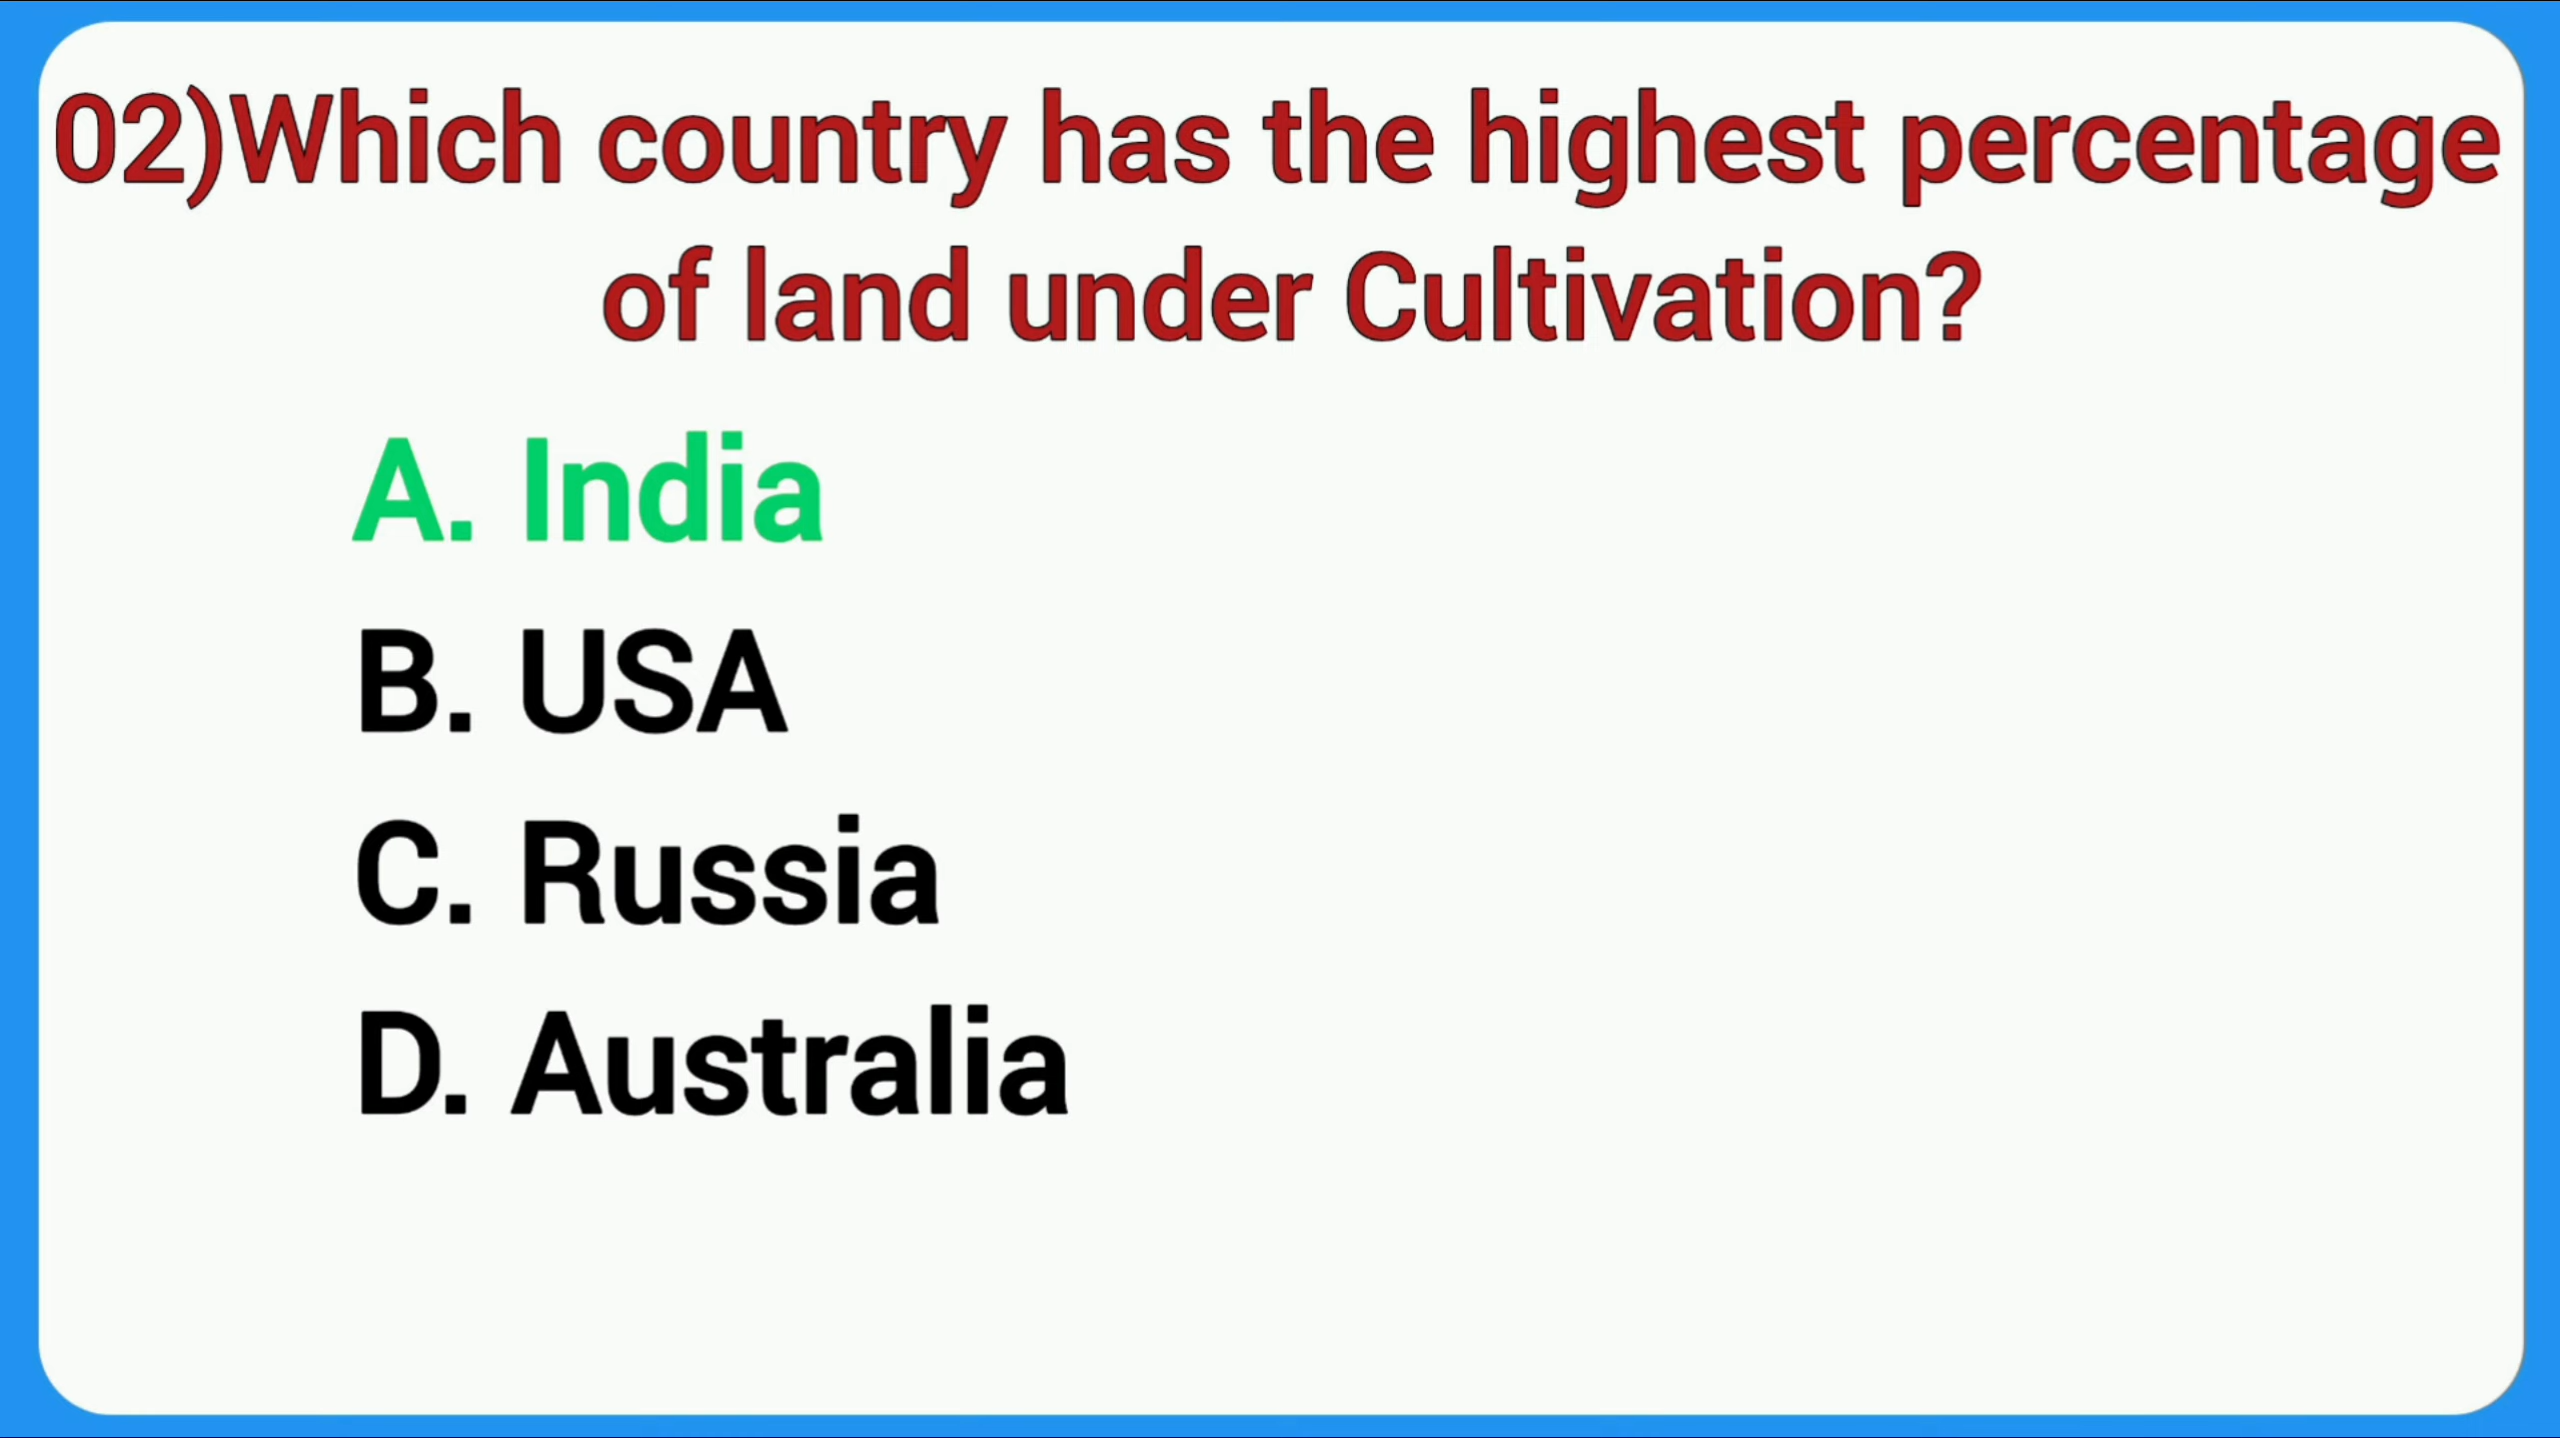 02)Which country has the highest percentage
of land under Cultivation?
A. India
B. USA
C. Russia
D. Australia